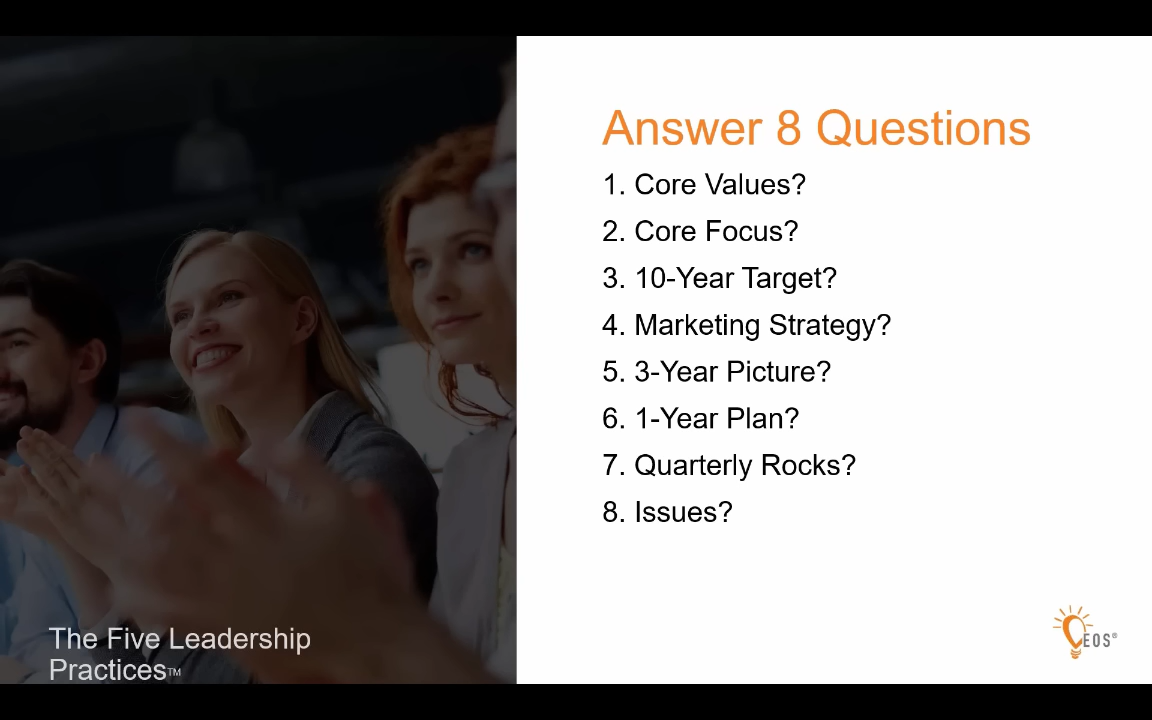 Answer 8 Questions
1. Core Values?
2. Core Focus?
3. 10-Year Target?
4. Marketing Strategy?
5. 3-Year Picture?
6. 1-Year Plan?
7. Quarterly Rocks?
8. Issues?
The Five Leadership
Practices™
EOS®